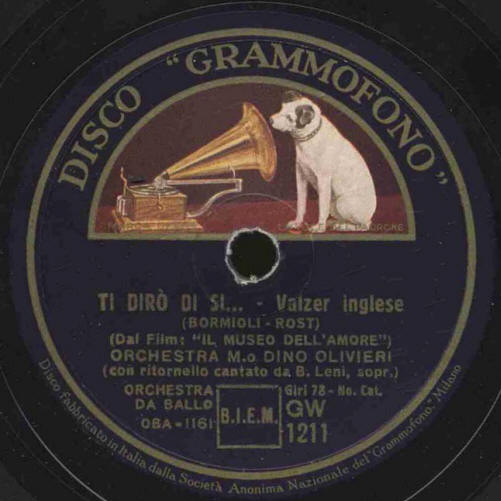 DISCO "GRAMMOFONO"
TI DIRÒ DI SI... - Valzer inglese
(BORMIOLI - ROST)
(Dal Film: "IL MUSEO DELL'AMORE")
ORCHESTRA M.o DINO OLIVIERI
(con ritornello cantato da B. Leni, sopr.)
ORCHESTRA DA BALLO
OBA-1161
B.I.E.M.
Giri 78 - No. Cat.
GW 1211
Disco fabbricato in Italia dalla Società Anonima Nazionale del "Grammofono," Milano